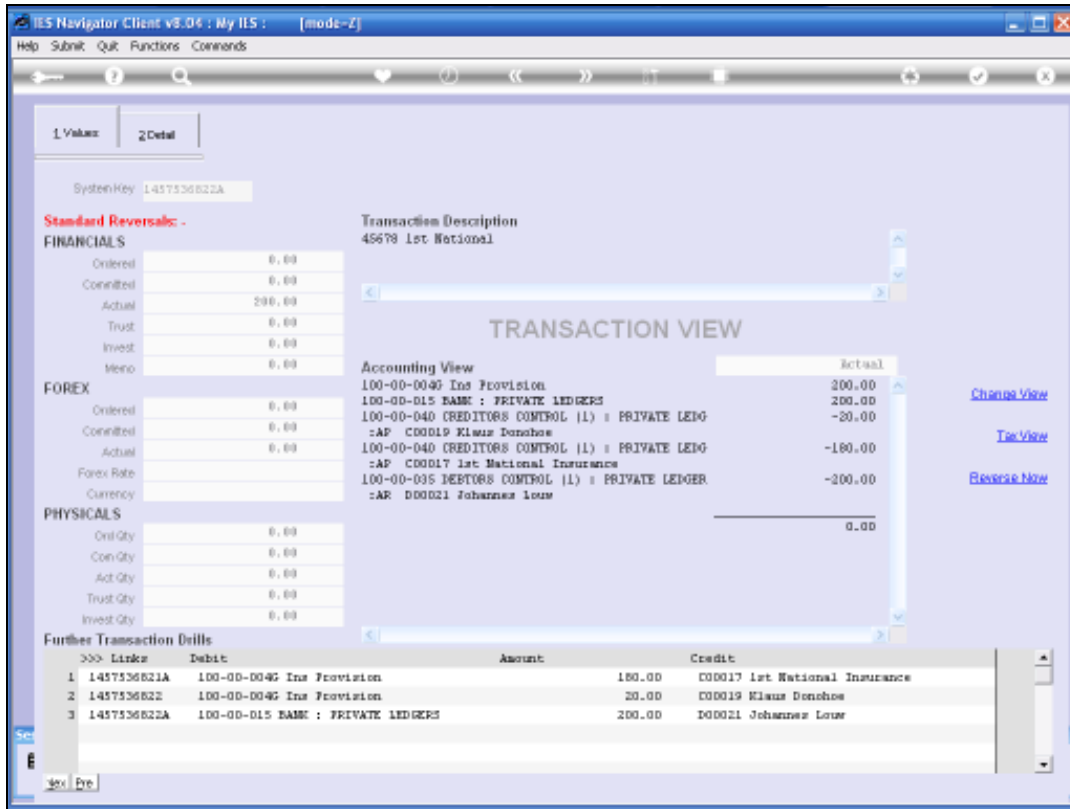 IES Navigator Client v8.04 : My IES :     [mode=Z]
Help Submit Quit Functions Commands
1 Values 2 Detail
System Key 1457536822A
Standard Reversals: -
FINANCIALS
Ordered 0.00
Committed 0.00
Actual 200.00
Trust 0.00
Invest 0.00
Memo 0.00
FOREX
Ordered 0.00
Committed 0.00
Actual 0.00
Forex Rate
Currency
PHYSICALS
Ord Qty 0.00
Com Qty 0.00
Act Qty 0.00
Trust Qty 0.00
Invest Qty 0.00
Transaction Description
45678 1st National
TRANSACTION VIEW
Accounting View Actual
100-00-004G Ins Provision 200.00
100-00-015 BANK : PRIVATE LEDGERS 200.00
100-00-040 CREDITORS CONTROL (1) : PRIVATE LEDG -20.00
:AP C00019 Klaus Donohoe
100-00-040 CREDITORS CONTROL (1) : PRIVATE LEDG -180.00
:AP C00017 1st National Insurance
100-00-035 DEBTORS CONTROL (1) : PRIVATE LEDGER -200.00
:AR D00021 Johannes Louw
0.00
Change View
Tax View
Reverse Now
Further Transaction Drills
>>> Links Debit Amount Credit
1 1457536821A 100-00-004G Ins Provision 180.00 C00017 1st National Insurance
2 1457536822 100-00-004G Ins Provision 20.00 C00019 Klaus Donohoe
3 1457536822A 100-00-015 BANK : PRIVATE LEDGERS 200.00 D00021 Johannes Louw
Pre